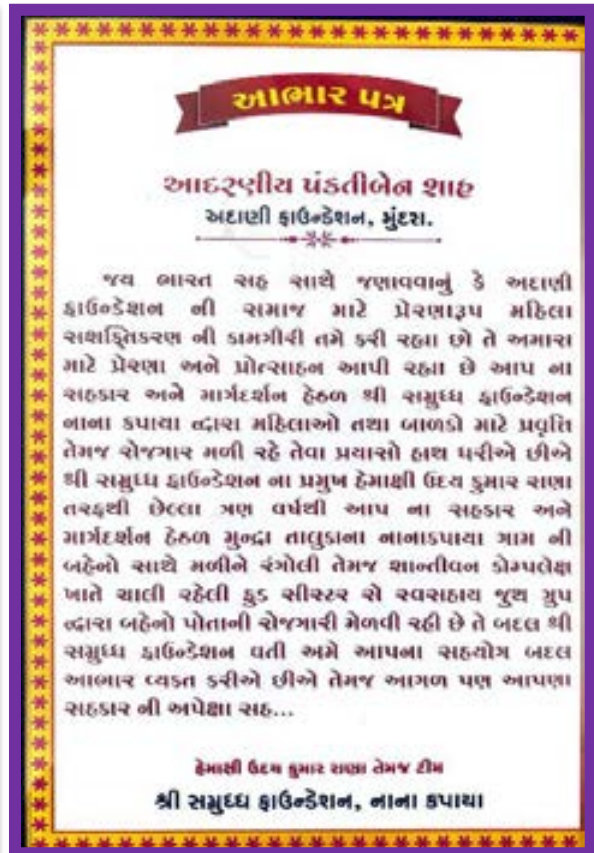 આભાર પત્ર
આદરણીય પંકતીબેન શાહ
અદાણી ફાઉન્ડેશન, મુંદરા.
જય ભારત સહ સાથે જણાવવાનું કે અદાણી
ફાઉન્ડેશન ની સમાજ માટે પ્રેરણારૂપ મહિલા
સશક્તિકરણ ની કામગીરી તમે કરી રહ્યા છો તે અમારા
માટે પ્રેરણા અને પ્રોત્સાહન આપી રહ્યા છે આપ ના
સહકાર અને માર્ગદર્શન હેઠળ શ્રી સમૃધ્ધ ફાઉન્ડેશન
નાના કપાયા દ્વારા મહિલાઓ તથા બાળકો માટે પ્રવૃત્તિ
તેમજ રોજગાર મળી રહે તેવા પ્રયાસો હાથ ધરીએ છીએ
શ્રી સમૃધ્ધ ફાઉન્ડેશન ના પ્રમુખ હેમાક્ષી ઉદય કુમાર રાણા
તરફથી છેલ્લા ત્રણ વર્ષથી આપ ના સહકાર અને
માર્ગદર્શન હેઠળ મુન્દ્રા તાલુકાના નાનાકપાયા ગામ ની
બહેનો સાથે મળીને રંગોલી તેમજ શાન્તીવન કોમ્પલેક્ષ
ખાતે ચાલી રહેલી ફુડ સીસ્ટર રો સ્વસહાય જુથ ગ્રુપ
દ્વારા બહેનો પોતાની રોજગારી મેળવી રહી છે તે બદલ શ્રી
સમૃધ્ધ ફાઉન્ડેશન વતી અમે આપના સહયોગ બદલ
આભાર વ્યકત કરીએ છીએ તેમજ આગળ પણ આપણા
સહકાર ની અપેક્ષા સહ...
હેમાક્ષી ઉદય કુમાર રાણા તેમજ ટીમ
શ્રી સમૃધ્ધ ફાઉન્ડેશન, નાના કપાયા